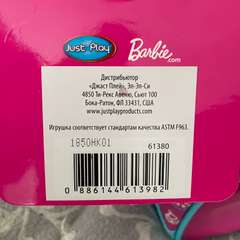 Just Play
Barbie
.com
Дистрибьютор
«Джаст Плей», Эл-Эл-Си
4850 Ти-Рекс Авеню, Сьют 100
Бока-Ратон, ФЛ 33431, США
www.justplayproducts.com
Игрушка соответствует стандартам качества ASTM F963.
1850HK01
61380
0 886144 613982